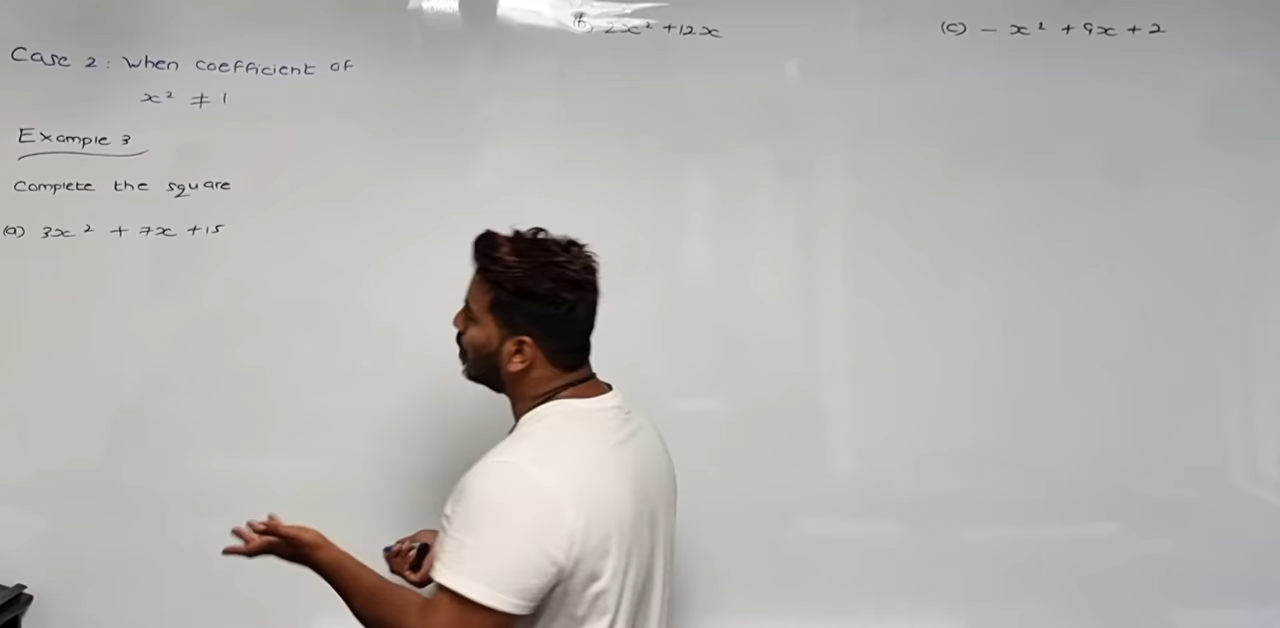 Case 2: When coefficient of
x² ≠ 1
Example 3
Complete the square
(a) 3x² + 7x + 15
(b) 2x² + 12x
(c) - x² + 9x + 2